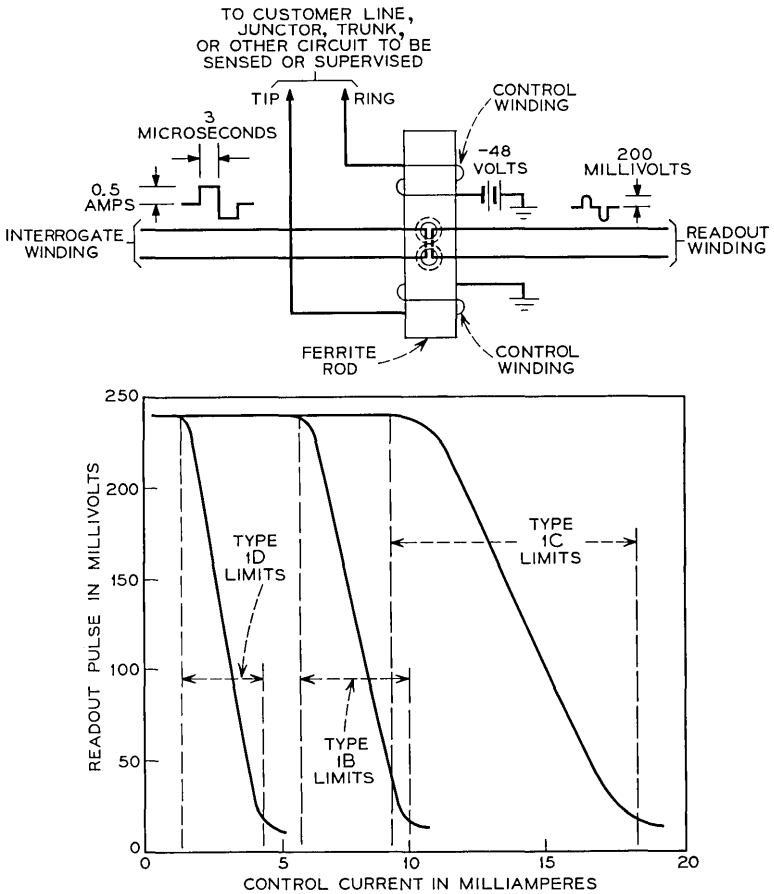 TO CUSTOMER LINE,
JUNCTOR, TRUNK,
OR OTHER CIRCUIT TO BE
SENSED OR SUPERVISED
TIP
RING
CONTROL
WINDING
3
MICROSECONDS
-48
VOLTS
200
MILLIVOLTS
0.5
AMPS
INTERROGATE
WINDING
READOUT
WINDING
FERRITE
ROD
CONTROL
WINDING
250
200
150
100
50
0
READOUT PULSE IN MILLIVOLTS
TYPE
1D
LIMITS
TYPE
1B
LIMITS
TYPE
1C
LIMITS
0
5
10
15
20
CONTROL CURRENT IN MILLIAMPERES